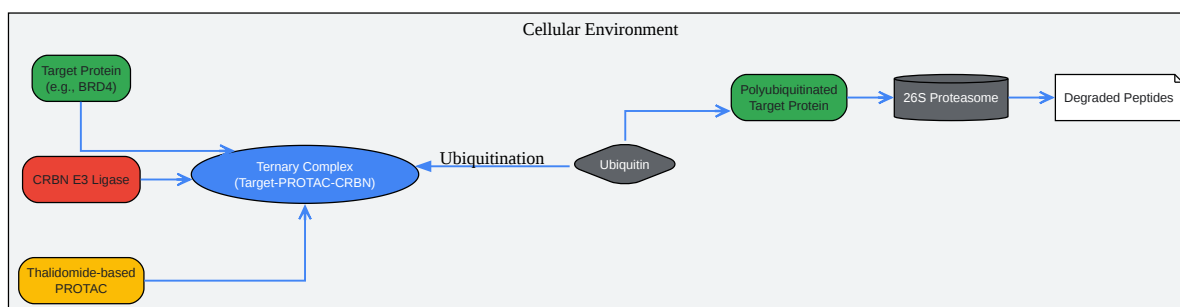 Cellular Environment
Target Protein
(e.g., BRD4)
CRBN E3 Ligase
Thalidomide-based
PROTAC
Ternary Complex
(Target-PROTAC-CRBN)
Ubiquitination
Ubiquitin
Polyubiquitinated
Target Protein
26S Proteasome
Degraded Peptides